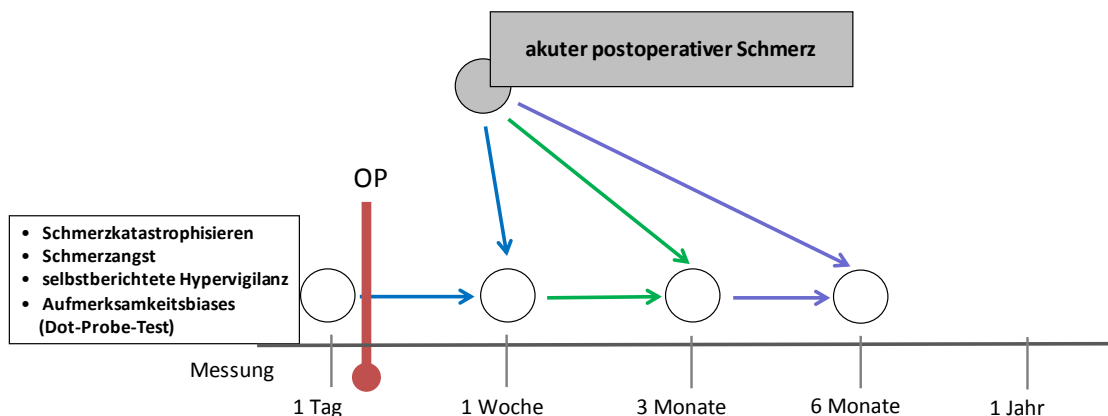 akuter postoperativer Schmerz
OP
• Schmerzkatastrophisieren
• Schmerzangst
• selbstberichtete Hypervigilanz
• Aufmerksamkeitsbiases
(Dot-Probe-Test)
Messung
1 Tag 1 Woche 3 Monate 6 Monate 1 Jahr